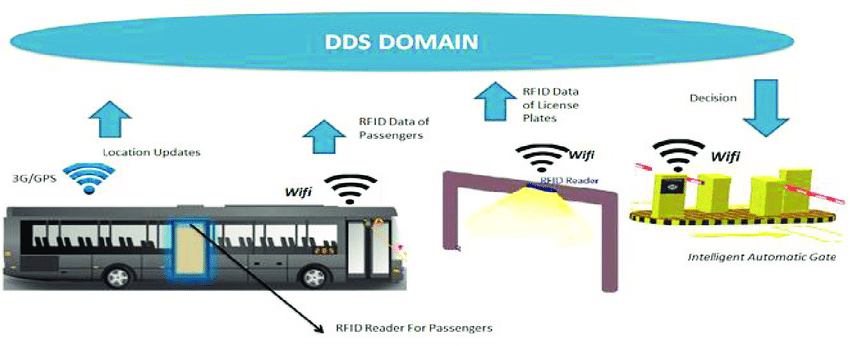 DDS DOMAIN
Location Updates
RFID Data of
Passengers
RFID Data
of License
Plates
Decision
3G/GPS
Wifi
Wifi
RFID Reader
Wifi
205
Intelligent Automatic Gate
RFID Reader For Passengers